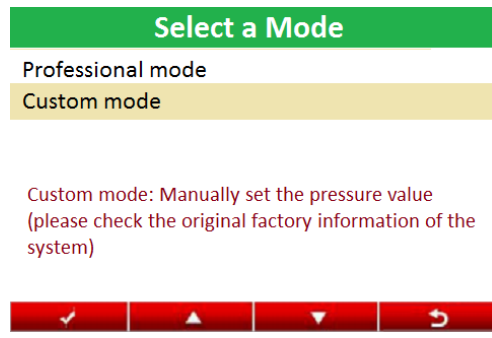 Select a Mode
Professional mode
Custom mode
Custom mode: Manually set the pressure value
(please check the original factory information of the
system)